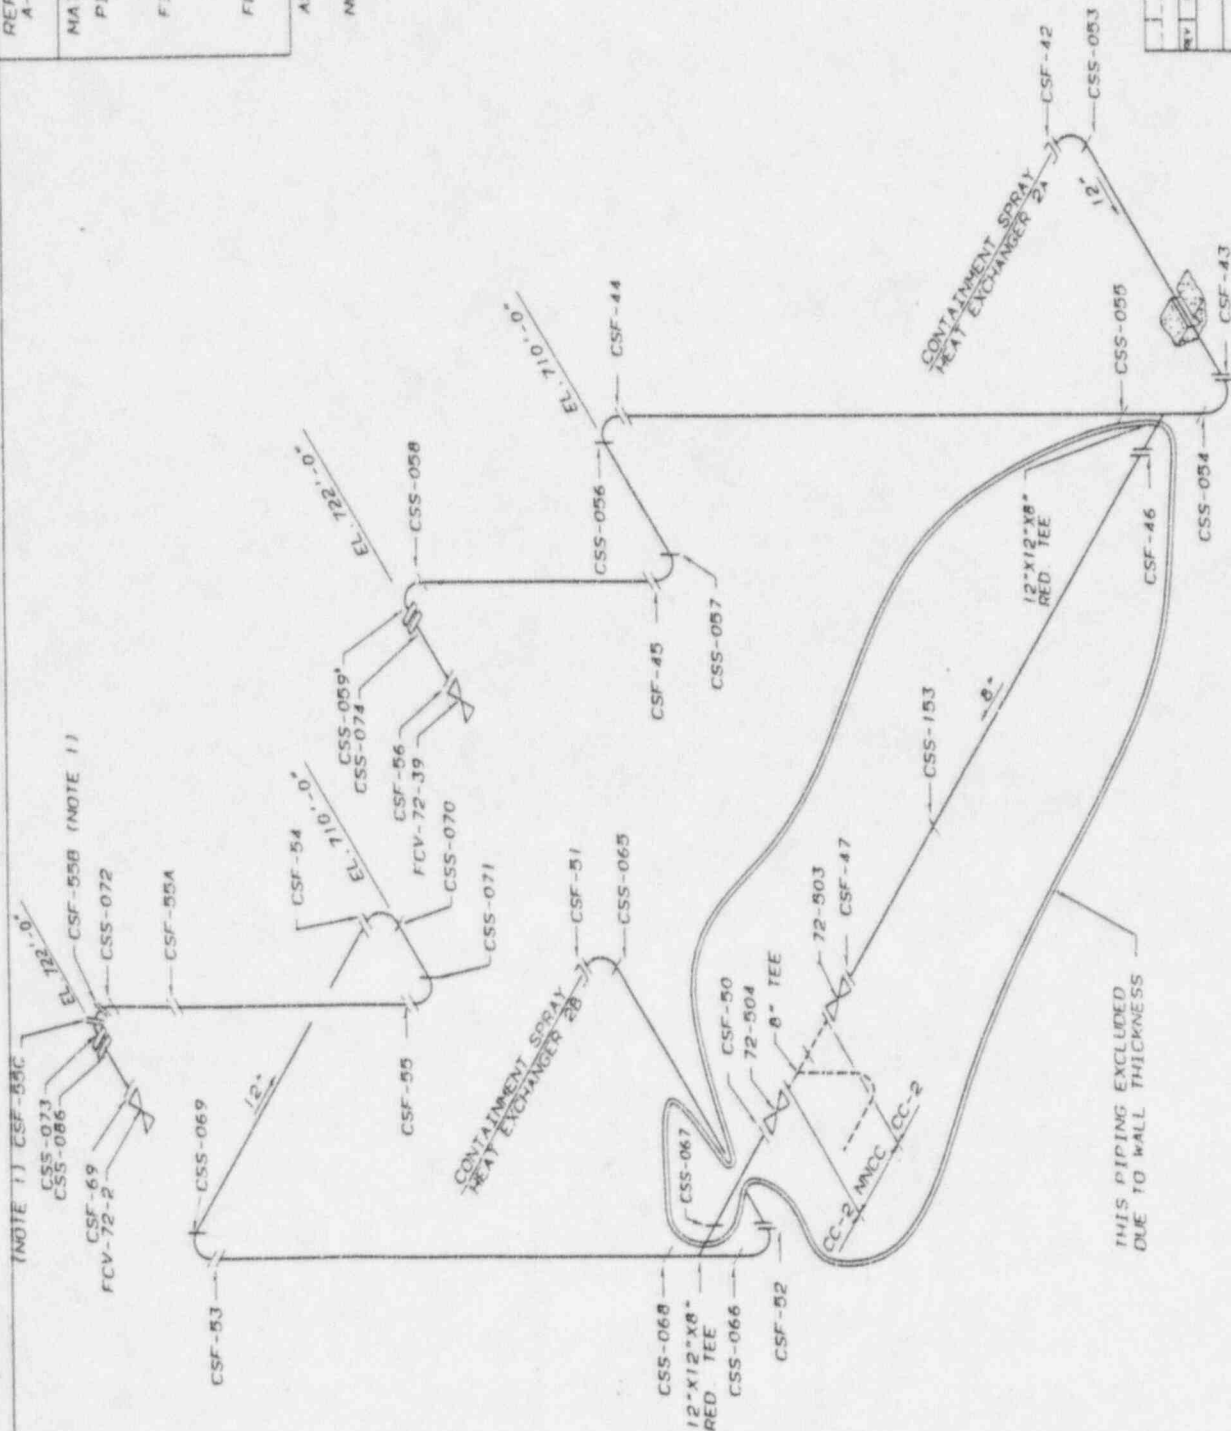 REF
A-
MA
P
F
F
A
N
REV
(NOTE 1) CSF-55C
EL. 722'-0"
CSF-55B (NOTE 1)
CSS-072
CSF-55A
CSS-073
CSS-086
CSF-69
FCV-72-2
CSS-069
12"
CSF-54
EL. 710'-0"
CSS-070
CSS-071
CSF-55
CSF-53
EL. 722'-0"
CSS-058
CSS-059
CSS-074
CSF-56
FCV-72-39
CSF-45
CSS-057
EL. 710'-0"
CSF-44
CSS-056
CSF-42
CSS-053
CONTAINMENT SPRAY
HEAT EXCHANGER 2A
12"
CSS-055
CSF-43
CSS-054
CSF-46
12"X12"X8"
RED. TEE
CSS-153
8"
CSF-51
CSS-065
CONTAINMENT SPRAY
HEAT EXCHANGER 2B
CSF-50
72-504
8" TEE
72-503
CSF-47
CSS-067
CSS-068
12"X12"X8"
RED TEE
CSS-066
CSF-52
CC-2
NNCC
CC-2
THIS PIPING EXCLUDED
DUE TO WALL THICKNESS